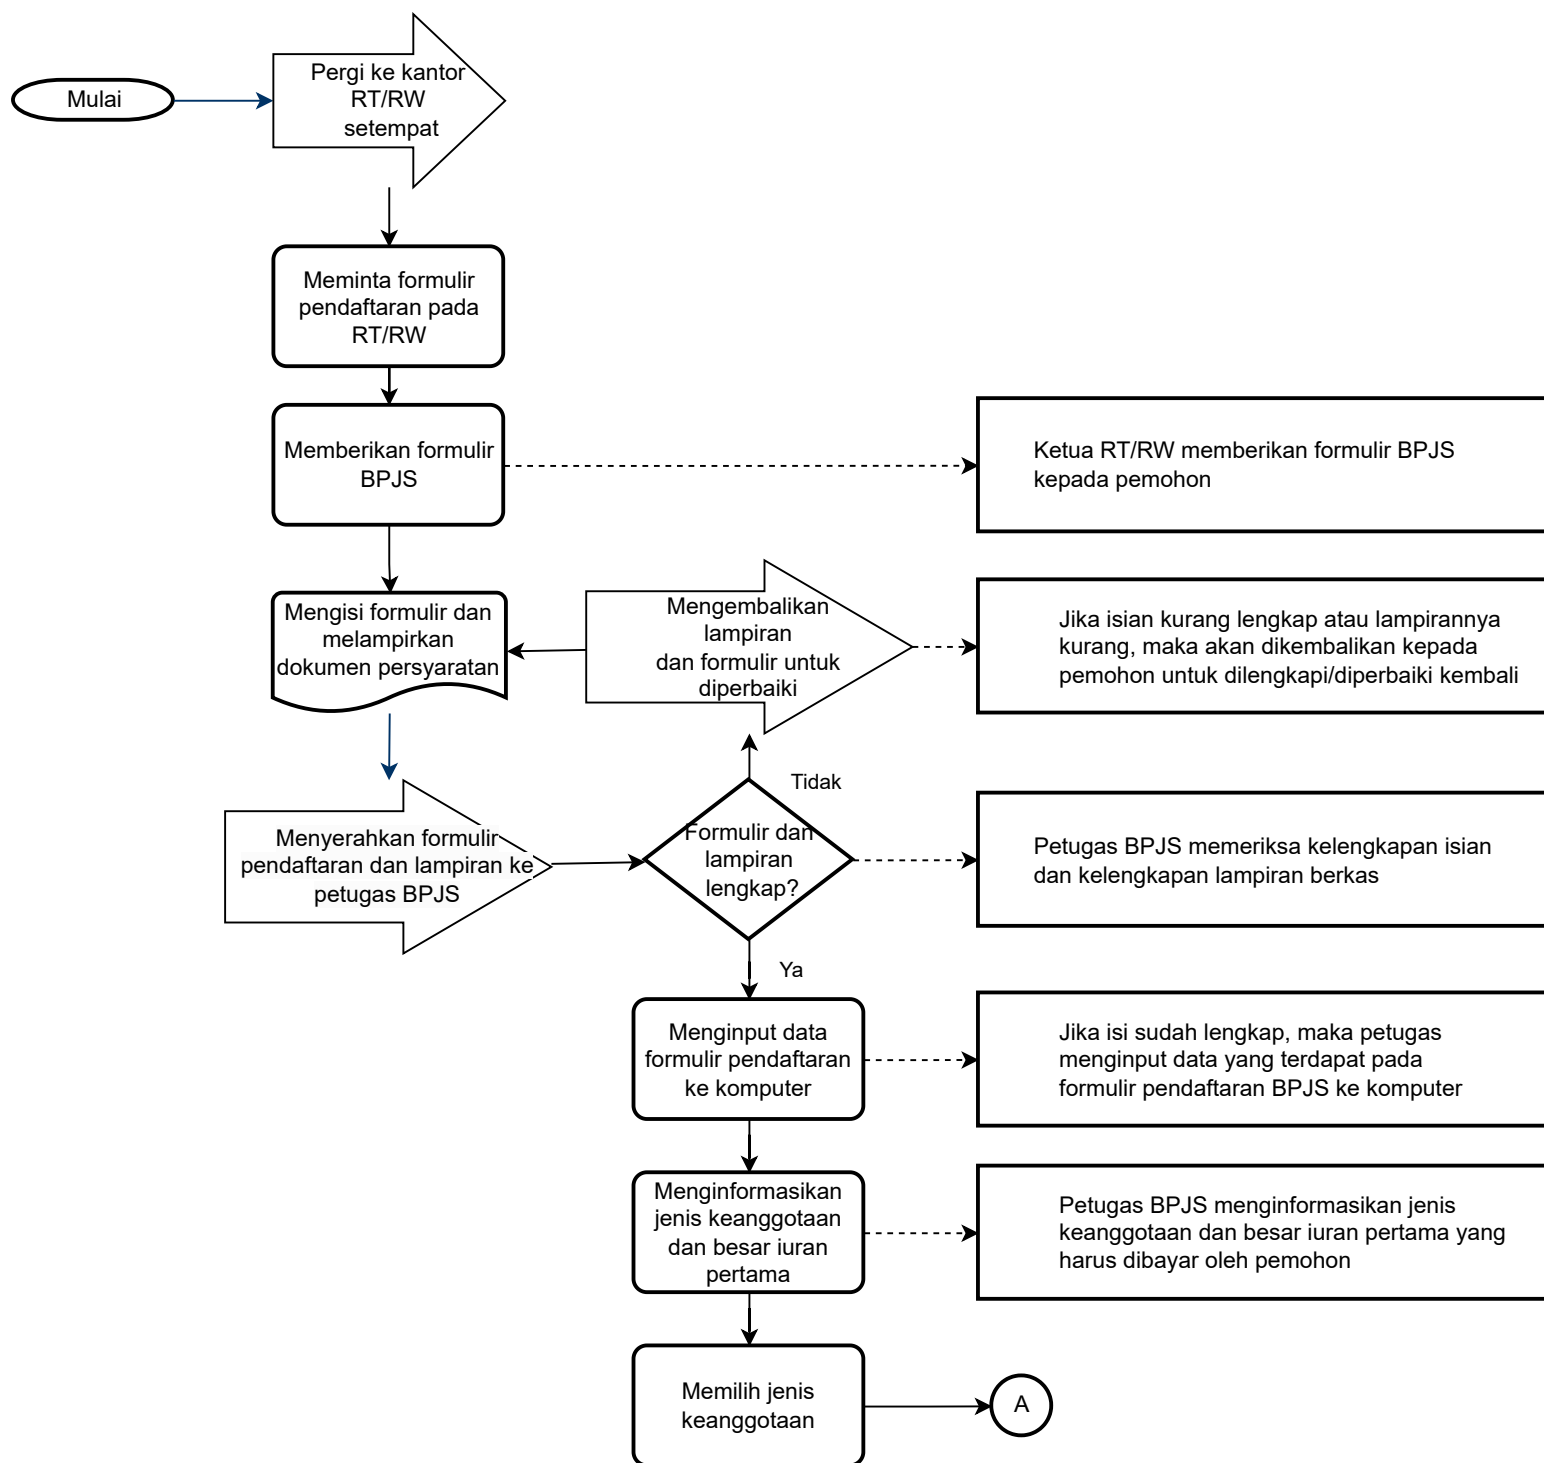 Mulai
Pergi ke kantor
RT/RW
setempat
Meminta formulir
pendaftaran pada
RT/RW
Memberikan formulir
BPJS
Ketua RT/RW memberikan formulir BPJS
kepada pemohon
Mengisi formulir dan
melampirkan
dokumen persyaratan
Mengembalikan
lampiran
dan formulir untuk
diperbaiki
Jika isian kurang lengkap atau lampirannya
kurang, maka akan dikembalikan kepada
pemohon untuk dilengkapi/diperbaiki kembali
Menyerahkan formulir
pendaftaran dan lampiran ke
petugas BPJS
Tidak
Formulir dan
lampiran
lengkap?
Petugas BPJS memeriksa kelengkapan isian
dan kelengkapan lampiran berkas
Ya
Menginput data
formulir pendaftaran
ke komputer
Jika isi sudah lengkap, maka petugas
menginput data yang terdapat pada
formulir pendaftaran BPJS ke komputer
Menginformasikan
jenis keanggotaan
dan besar iuran
pertama
Petugas BPJS menginformasikan jenis
keanggotaan dan besar iuran pertama yang
harus dibayar oleh pemohon
Memilih jenis
keanggotaan
A